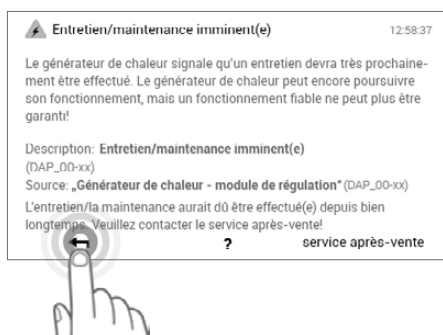 Entretien/maintenance imminent(e) 12:58:37
Le générateur de chaleur signale qu'un entretien devra très prochaine-
ment être effectué. Le générateur de chaleur peut encore poursuivre
son fonctionnement, mais un fonctionnement fiable ne peut plus être
garanti!
Description: Entretien/maintenance imminent(e)
(DAP_00-xx)
Source: „Générateur de chaleur - module de régulation“ (DAP_00-xx)
L'entretien/la maintenance aurait dû être effectué(e) depuis bien
longtemps. Veuillez contacter le service après-vente!
? service après-vente